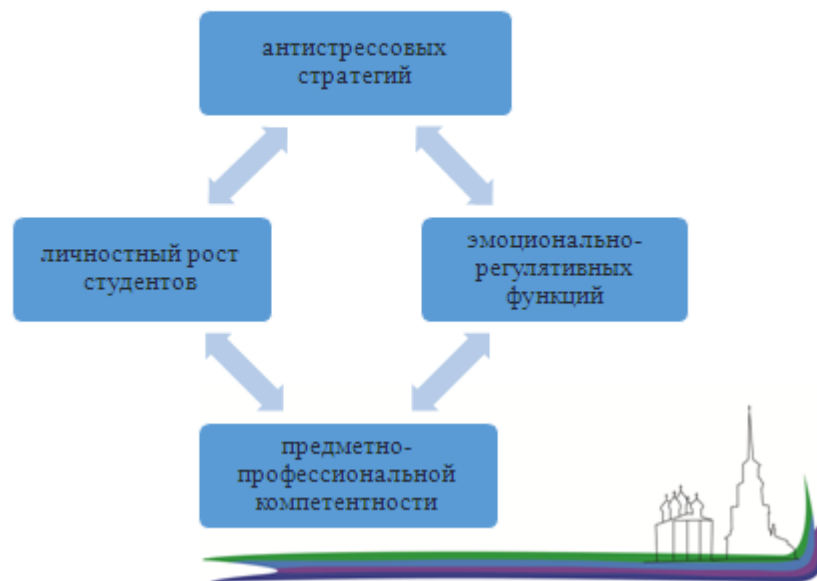 антистрессовых
стратегий
личностный рост
студентов
эмоционально-
регулятивных
функций
предметно-
профессиональной
компетентности